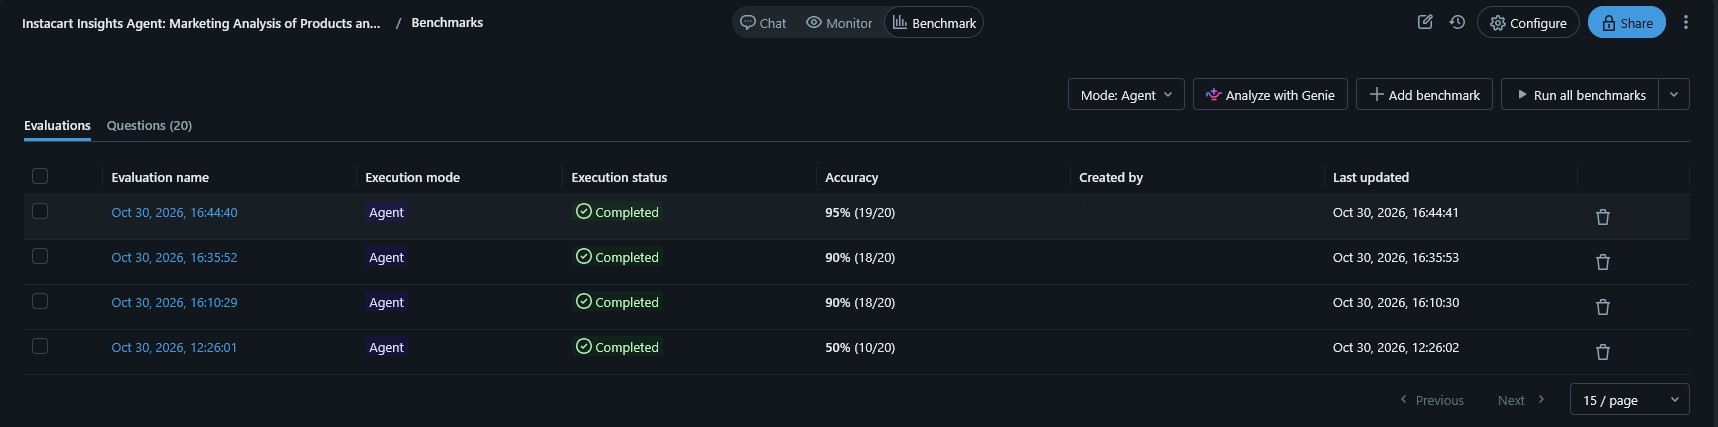 Instacart Insights Agent: Marketing Analysis of Products an... / Benchmarks Chat Monitor Benchmark Configure Share
Mode: Agent Analyze with Genie Add benchmark Run all benchmarks
Evaluations Questions (20)
Evaluation name Execution mode Execution status Accuracy Created by Last updated
Oct 30, 2026, 16:44:40 Agent Completed 95% (19/20) Oct 30, 2026, 16:44:41
Oct 30, 2026, 16:35:52 Agent Completed 90% (18/20) Oct 30, 2026, 16:35:53
Oct 30, 2026, 16:10:29 Agent Completed 90% (18/20) Oct 30, 2026, 16:10:30
Oct 30, 2026, 12:26:01 Agent Completed 50% (10/20) Oct 30, 2026, 12:26:02
Previous Next 15 / page